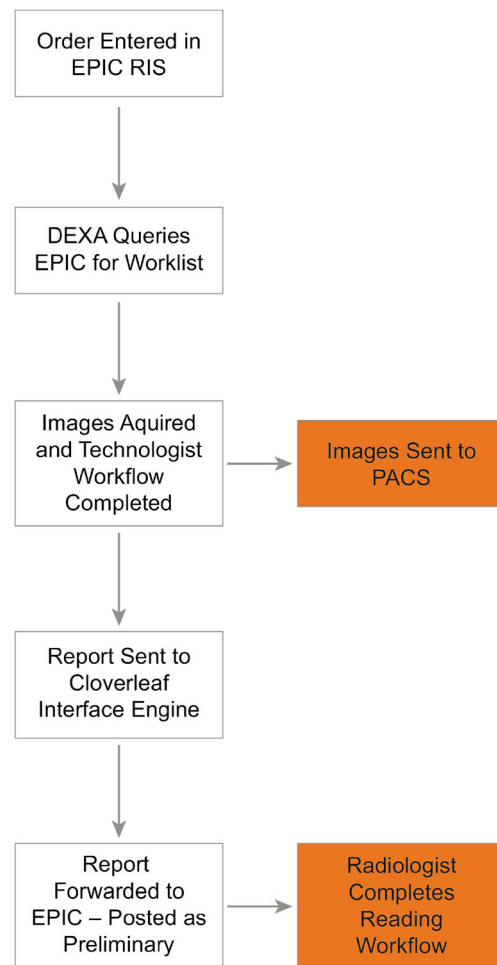 Order Entered in
EPIC RIS
DEXA Queries
EPIC for Worklist
Images Aquired
and Technologist
Workflow
Completed
Images Sent to
PACS
Report Sent to
Cloverleaf
Interface Engine
Report
Forwarded to
EPIC – Posted as
Preliminary
Radiologist
Completes
Reading
Workflow